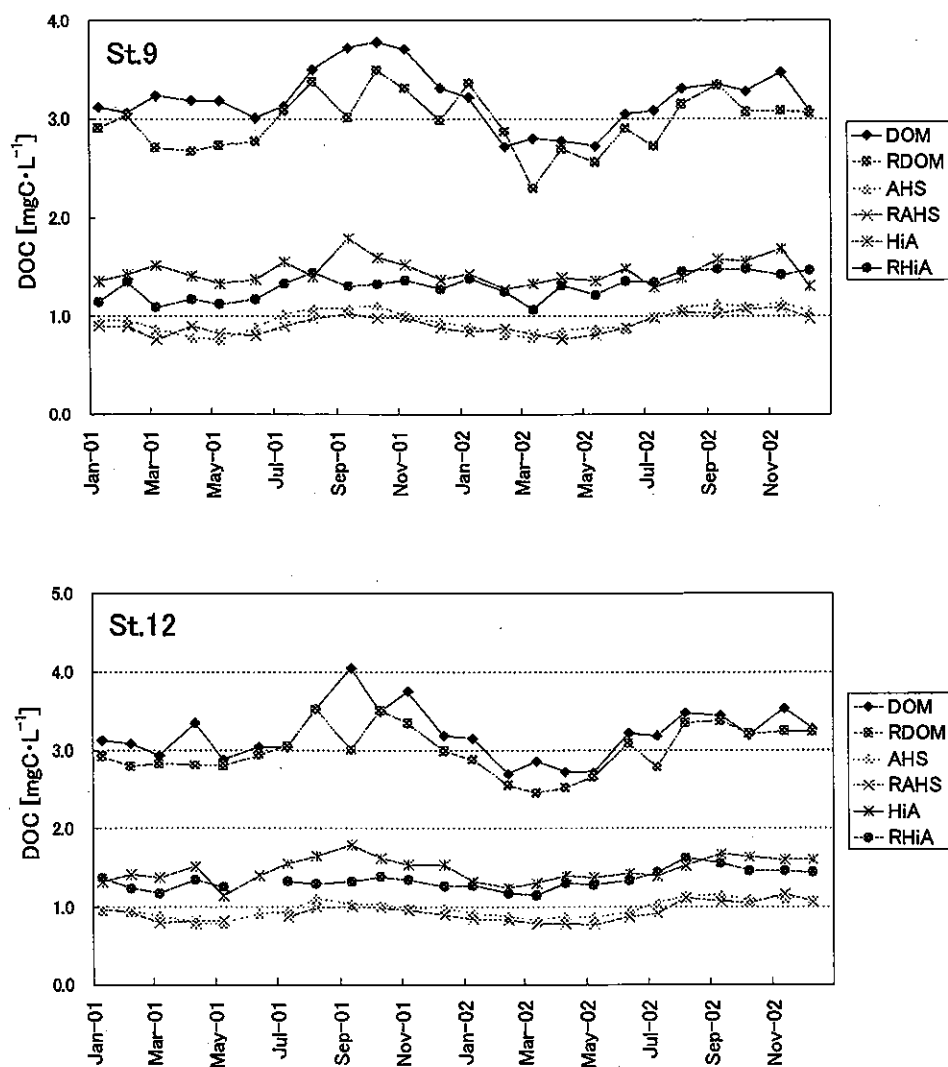 St.9
DOC [mgC·L⁻¹]
4.0
3.0
2.0
1.0
0.0
Jan-01
Mar-01
May-01
Jul-01
Sep-01
Nov-01
Jan-02
Mar-02
May-02
Jul-02
Sep-02
Nov-02
DOM
RDOM
AHS
RAHS
HiA
RHiA
St.12
DOC [mgC·L⁻¹]
5.0
4.0
3.0
2.0
1.0
0.0
Jan-01
Mar-01
May-01
Jul-01
Sep-01
Nov-01
Jan-02
Mar-02
May-02
Jul-02
Sep-02
Nov-02
DOM
RDOM
AHS
RAHS
HiA
RHiA